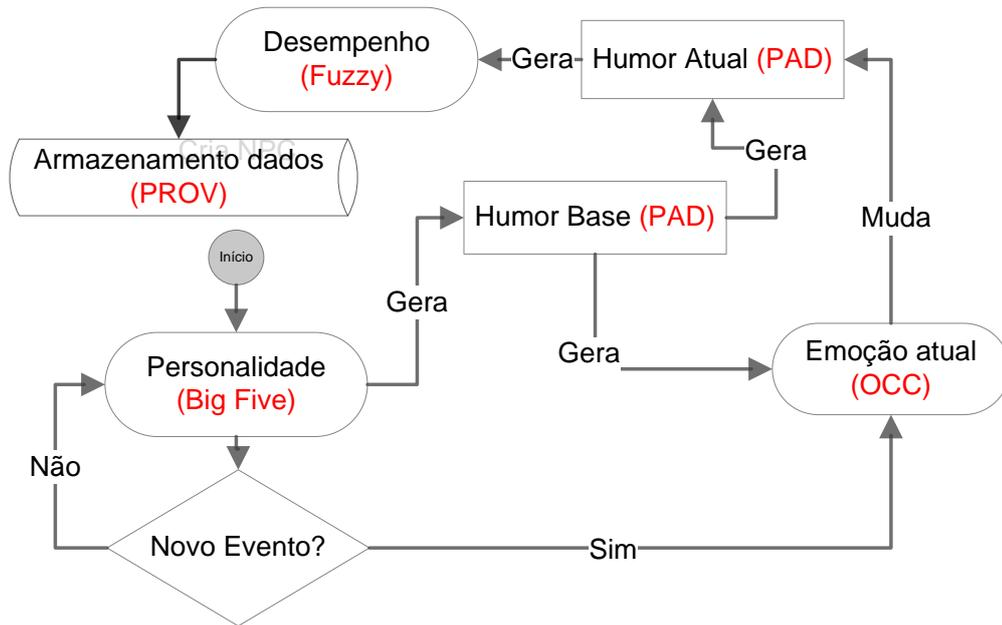 Desempenho
(Fuzzy)
Gera
Humor Atual (PAD)
Cria NPC
Armazenamento dados
(PROV)
Gera
Humor Base (PAD)
Muda
Início
Gera
Personalidade
(Big Five)
Gera
Emoção atual
(OCC)
Não
Novo Evento?
Sim